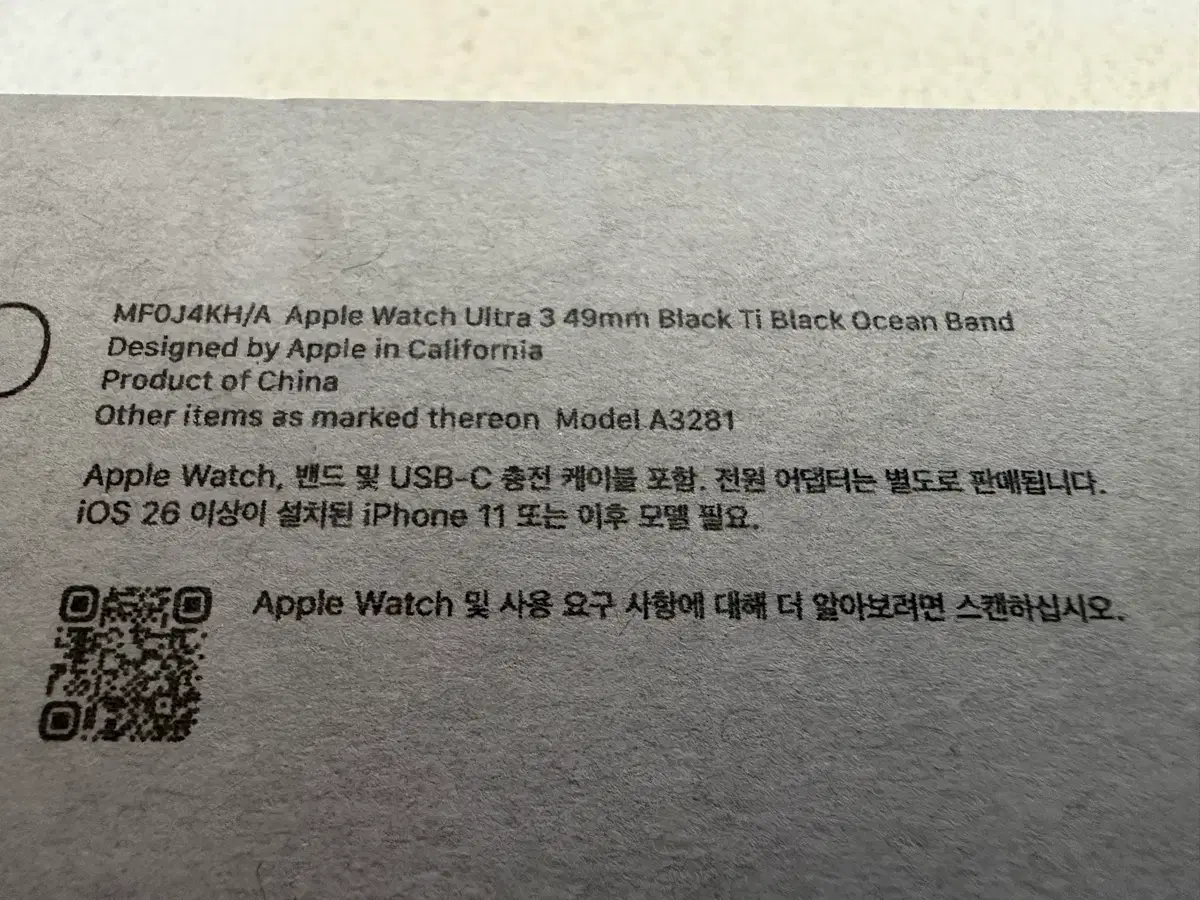 MF0J4KH/A Apple Watch Ultra 3 49mm Black Ti Black Ocean Band
Designed by Apple in California
Product of China
Other items as marked thereon Model A3281
Apple Watch, 밴드 및 USB-C 충전 케이블 포함. 전원 어댑터는 별도로 판매됩니다.
iOS 26 이상이 설치된 iPhone 11 또는 이후 모델 필요.
Apple Watch 및 사용 요구 사항에 대해 더 알아보려면 스캔하십시오.